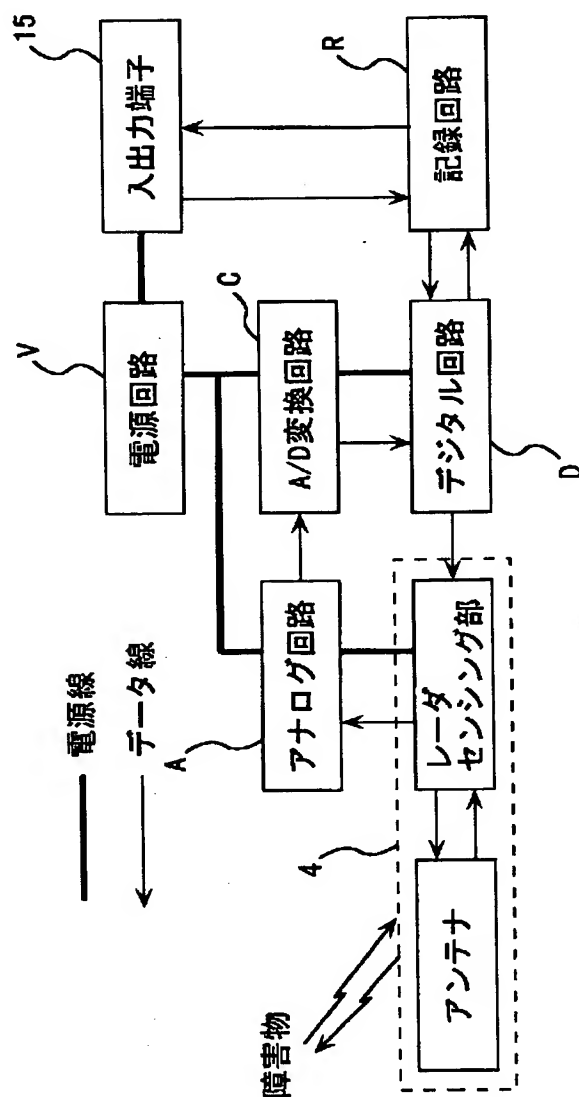 電源線
データ線
V
15
電源回路
入出力端子
A
C
R
アナログ回路
A/D変換回路
障害物
4
アンテナ
レーダ
センシング部
デジタル回路
記録回路
D